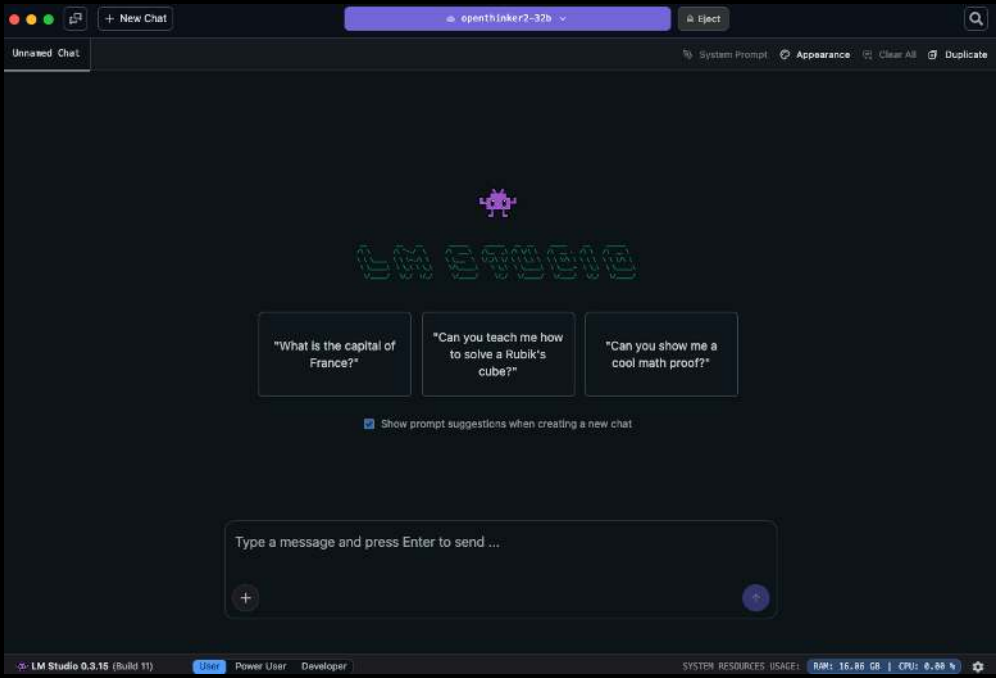 + New Chat
openthinker2-32b
Eject
Unnamed Chat
System Prompt
Appearance
Clear All
Duplicate
LM STUDIO
"What is the capital of
France?"
"Can you teach me how
to solve a Rubik's
cube?"
"Can you show me a
cool math proof?"
Show prompt suggestions when creating a new chat
Type a message and press Enter to send ...
LM Studio 0.3.15 (Build 11)
User
Power User
Developer
SYSTEM RESOURCES USAGE:
RAM: 16.06 GB | CPU: 0.00 %